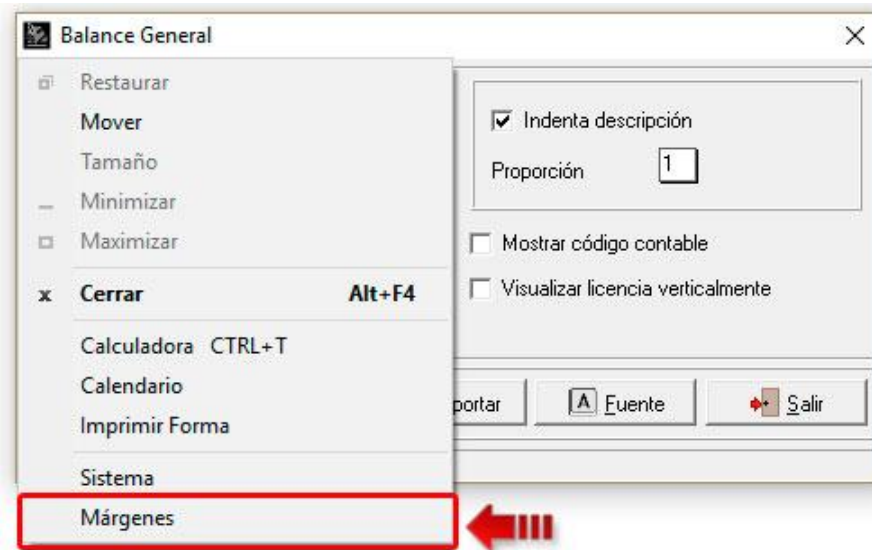 Balance General
Restaurar
Mover
Tamaño
Minimizar
Maximizar
Cerrar Alt+F4
Calculadora CTRL+T
Calendario
Imprimir Forma
Sistema
Márgenes
Indenta descripción
Proporción 1
Mostrar código contable
Visualizar licencia verticalmente
portar
A Fuente
Salir